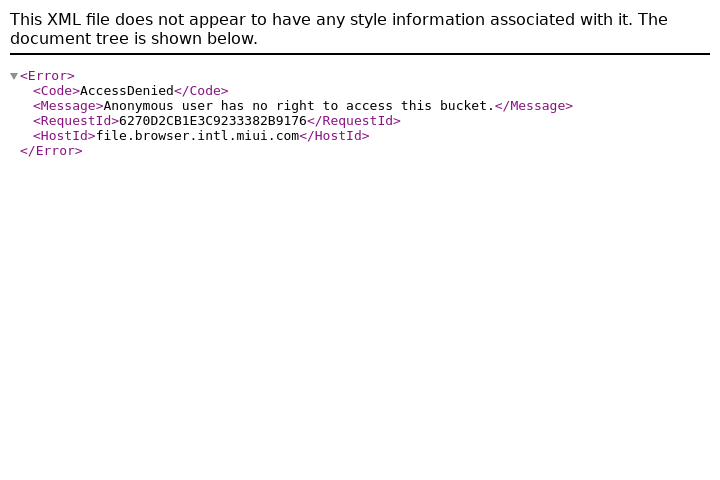 This XML file does not appear to have any style information associated with it. The
document tree is shown below.
<Error>
<Code>AccessDenied</Code>
<Message>Anonymous user has no right to access this bucket.</Message>
<RequestId>6270D2CB1E3C9233382B9176</RequestId>
<HostId>file.browser.intl.miui.com</HostId>
</Error>